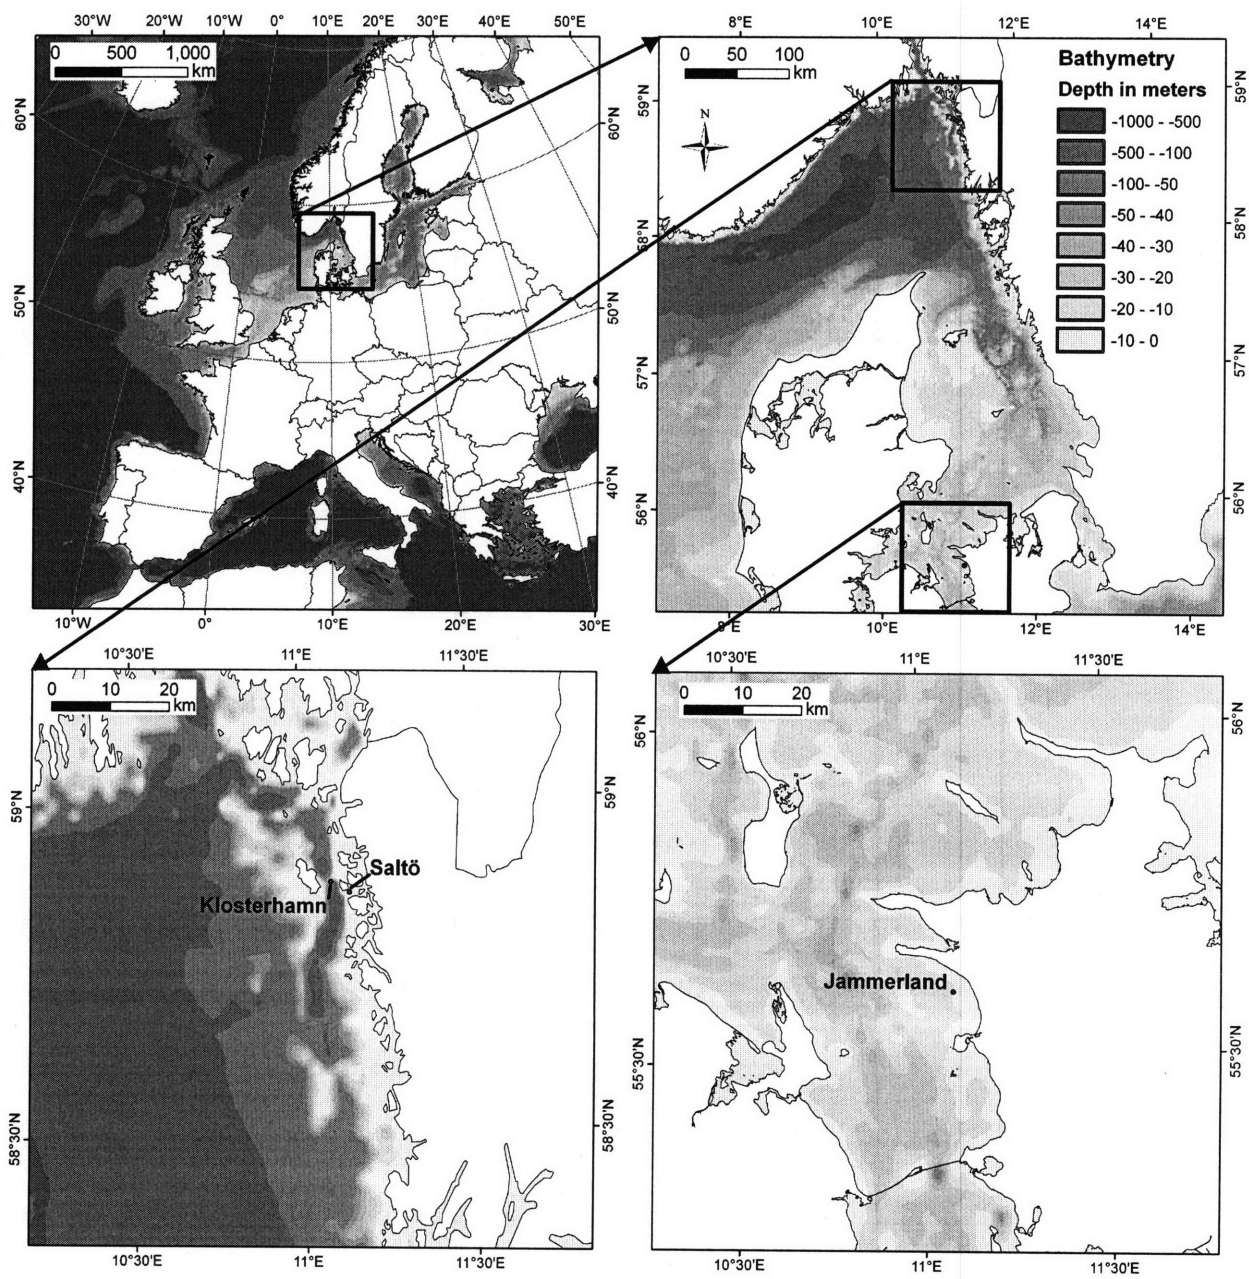 30°W 20°W 10°W 0° 10°E 20°E 30°E 40°E 50°E
0 500 1,000
km
60°N
50°N
40°N
60°N
50°N
40°N
10°W 0° 10°E 20°E 30°E
8°E 10°E 12°E 14°E
0 50 100
km
N
Bathymetry
Depth in meters
-1000 - -500
-500 - -100
-100- -50
-50 - -40
-40 - -30
-30 - -20
-20 - -10
-10 - 0
59°N
58°N
57°N
56°N
59°N
58°N
57°N
56°N
8°E 10°E 12°E 14°E
10°30'E 11°E 11°30'E
0 10 20
km
59°N
58°30'N
59°N
58°30'N
Saltö
Klosterhamn
10°30'E 11°E 11°30'E
10°30'E 11°E 11°30'E
0 10 20
km
56°N
55°30'N
56°N
55°30'N
Jammerland
10°30'E 11°E 11°30'E